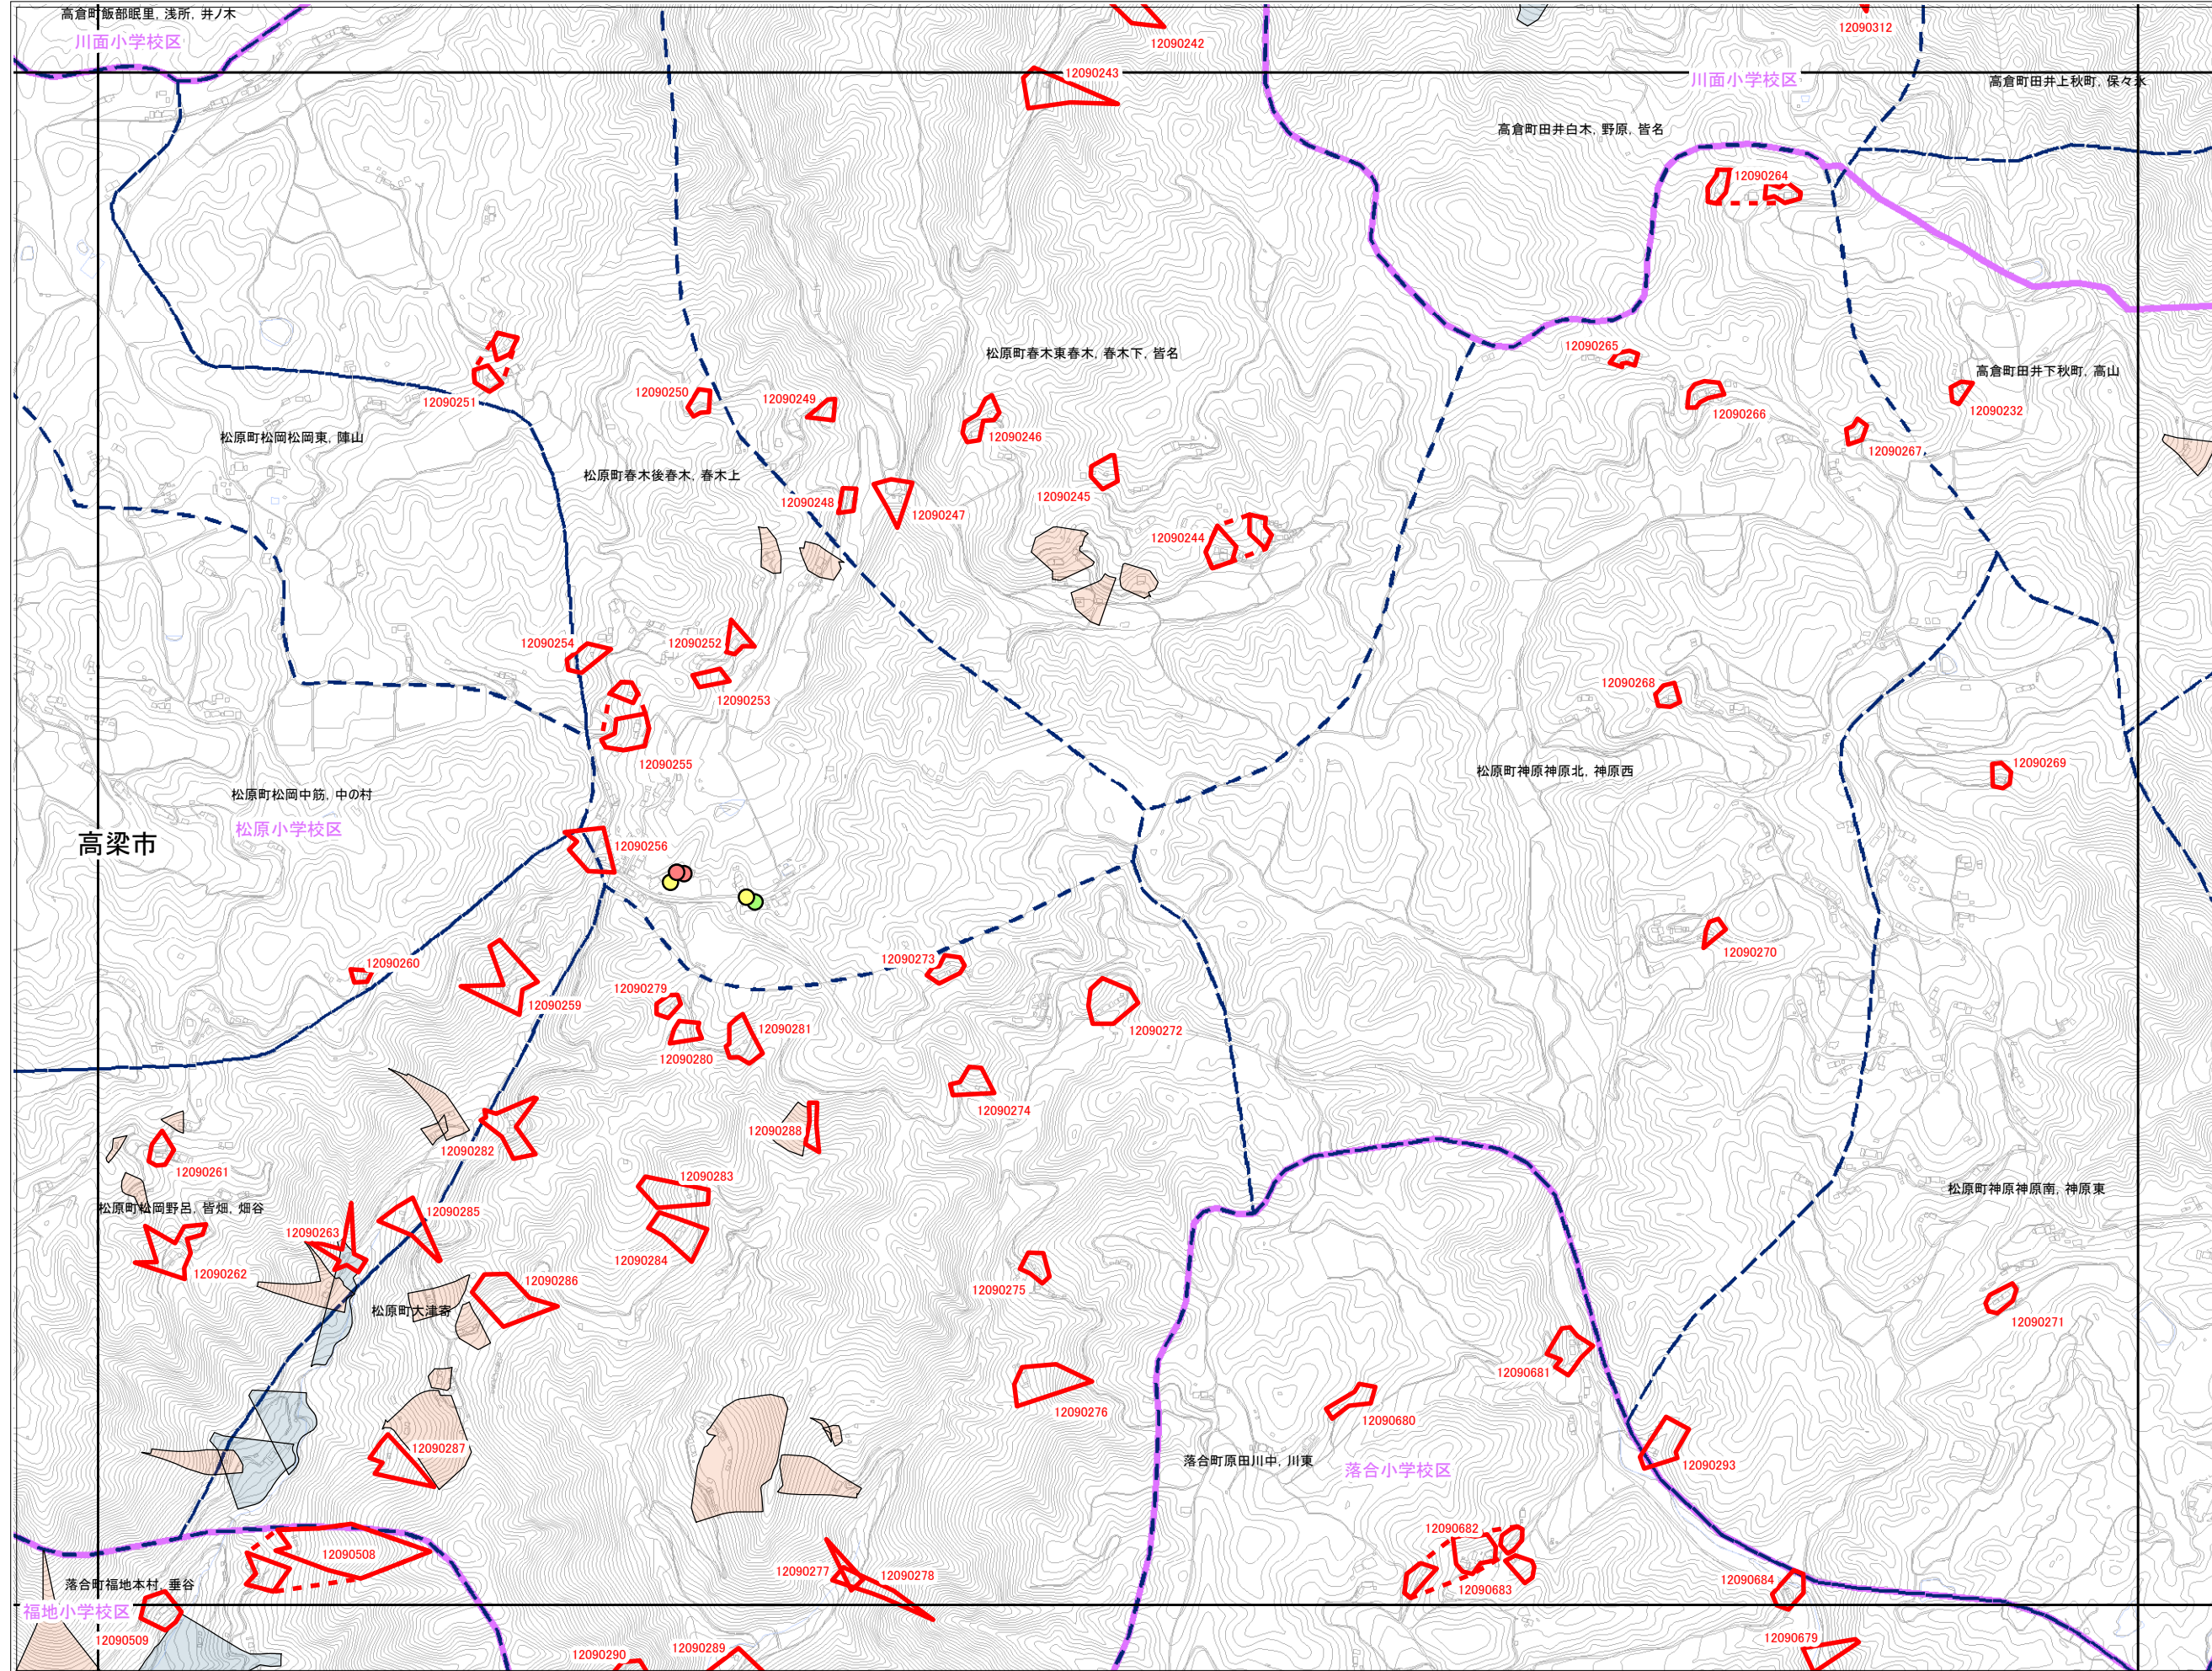 高倉町飯部眠里, 浅所, 井ノ木
川面小学校区
12090242
12090312
12090243
川面小学校区
高倉町田井上秋町, 保々氷
高倉町田井白木, 野原, 皆名
12090264
12090265
松原町春木東春木, 春木下, 皆名
高倉町田井下秋町, 高山
12090251
12090250
12090249
12090246
12090266
12090232
松原町松岡松岡東, 陣山
12090267
松原町春木後春木, 春木上
12090248
12090247
12090245
12090244
12090254
12090252
12090253
12090268
12090255
松原町神原神原北, 神原西
12090269
松原町松岡中筋, 中の村
松原小学校区
高梁市
12090256
12090260
12090273
12090270
12090279
12090259
12090281
12090272
12090280
12090274
12090288
12090282
12090261
12090283
松原町神原神原南, 神原東
松原町松岡野呂, 皆畑, 畑谷
12090285
12090263
12090284
12090262
12090286
12090275
松原町大津寄
12090271
12090681
12090276
12090680
12090287
落合町原田川中, 川東
落合小学校区
12090293
12090682
12090508
12090277
12090278
12090683
12090684
落合町福地本村, 垂谷
福地小学校区
12090509
12090679
12090290
12090289